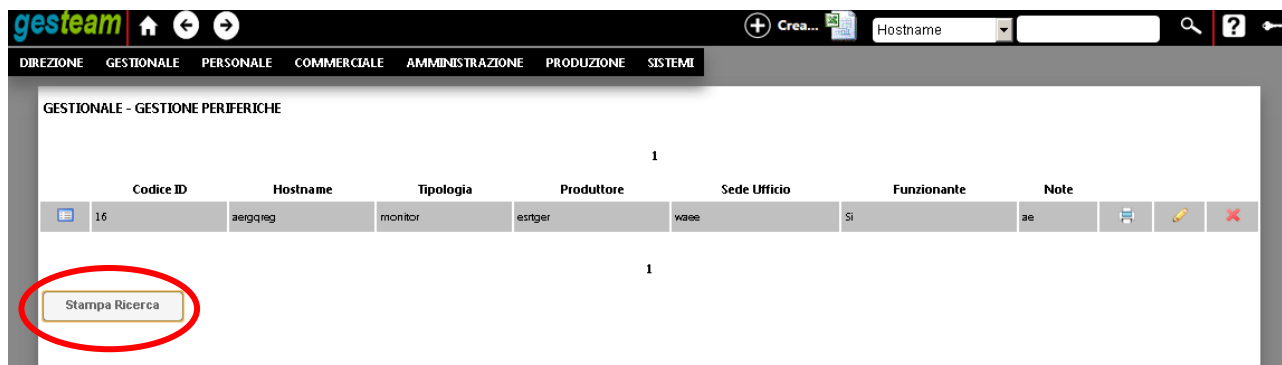 gesteam Crea... Hostname ?
DIREZIONE GESTIONALE PERSONALE COMMERCIALE AMMINISTRAZIONE PRODUZIONE SISTEMI
GESTIONALE - GESTIONE PERIFERICHE
1
Codice ID Hostname Tipologia Produttore Sede Ufficio Funzionante Note
16 aergqreg monitor esrtger waee Si ae
1
Stampa Ricerca